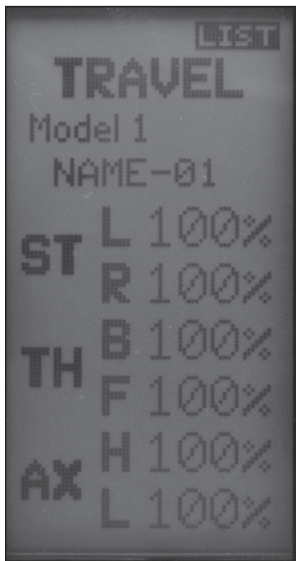 LIST
TRAVEL
Model 1
NAME-01
ST L 100%
R 100%
TH B 100%
F 100%
AX H 100%
L 100%